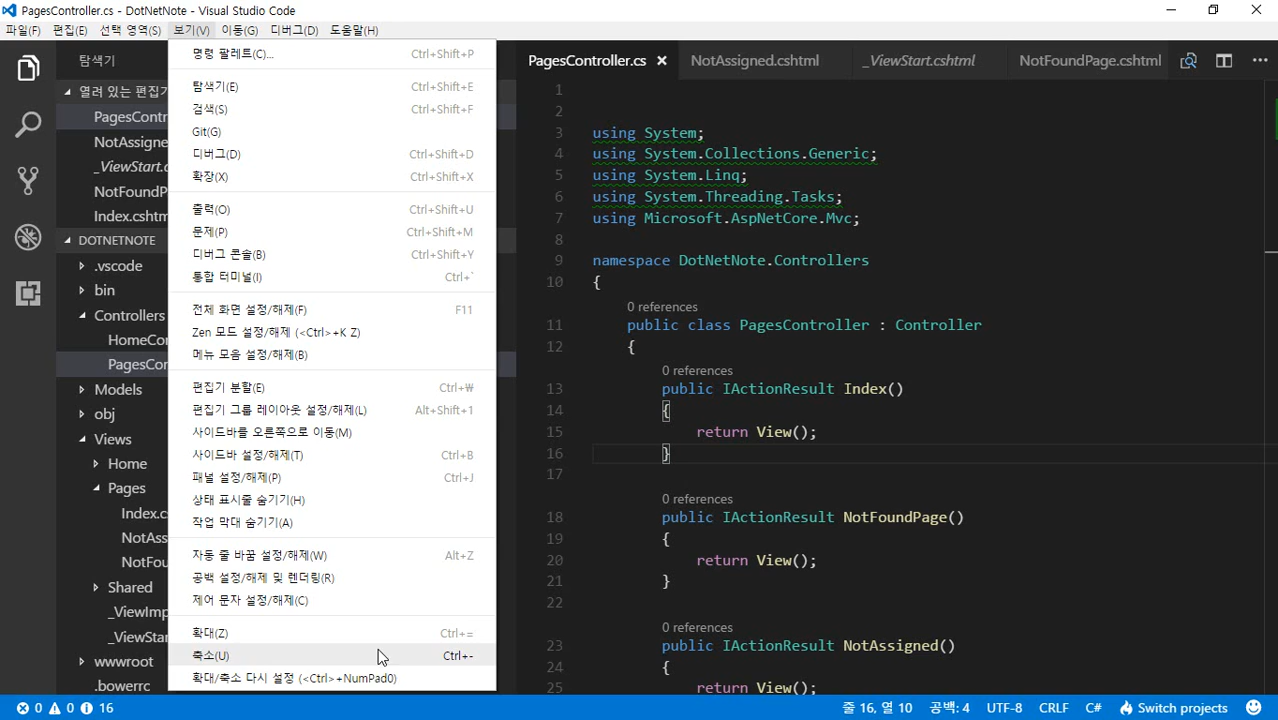 PagesController.cs - DotNetNote - Visual Studio Code
파일(F) 편집(E) 선택 영역(S) 보기(V) 이동(G) 디버그(D) 도움말(H)
탐색기
열려 있는 편집기
PagesContr
NotAssigne
_ViewStart.c
NotFoundP
Index.cshtm
DOTNETNOTE
.vscode
bin
Controllers
HomeCon
PagesCor
Models
obj
Views
Home
Pages
Index.cs
NotAss
NotFou
Shared
_ViewImp
_ViewStar
wwwroot
.bowerrc
명령 팔레트(C)... Ctrl+Shift+P
탐색기(E) Ctrl+Shift+E
검색(S) Ctrl+Shift+F
Git(G)
디버그(D) Ctrl+Shift+D
확장(X) Ctrl+Shift+X
출력(O) Ctrl+Shift+U
문제(P) Ctrl+Shift+M
디버그 콘솔(B) Ctrl+Shift+Y
통합 터미널(I) Ctrl+`
전체 화면 설정/해제(F) F11
Zen 모드 설정/해제 (<Ctrl>+K Z)
메뉴 모음 설정/해제(B)
편집기 분할(E) Ctrl+₩
편집기 그룹 레이아웃 설정/해제(L) Alt+Shift+1
사이드바를 오른쪽으로 이동(M)
사이드바 설정/해제(T) Ctrl+B
패널 설정/해제(P) Ctrl+J
상태 표시줄 숨기기(H)
작업 막대 숨기기(A)
자동 줄 바꿈 설정/해제(W) Alt+Z
공백 설정/해제 및 렌더링(R)
제어 문자 설정/해제(C)
확대(Z) Ctrl+=
축소(U) Ctrl+-
확대/축소 다시 설정 (<Ctrl>+NumPad0)
PagesController.cs NotAssigned.cshtml _ViewStart.cshtml NotFoundPage.cshtml
1
2
3 using System;
4 using System.Collections.Generic;
5 using System.Linq;
6 using System.Threading.Tasks;
7 using Microsoft.AspNetCore.Mvc;
8
9 namespace DotNetNote.Controllers
10 {
0 references
11 public class PagesController : Controller
12 {
0 references
13 public IActionResult Index()
14 {
15 return View();
16 }
17
0 references
18 public IActionResult NotFoundPage()
19 {
20 return View();
21 }
22
0 references
23 public IActionResult NotAssigned()
24 {
25 return View();
0 0 16 줄 16, 열 10 공백: 4 UTF-8 CRLF C# Switch projects